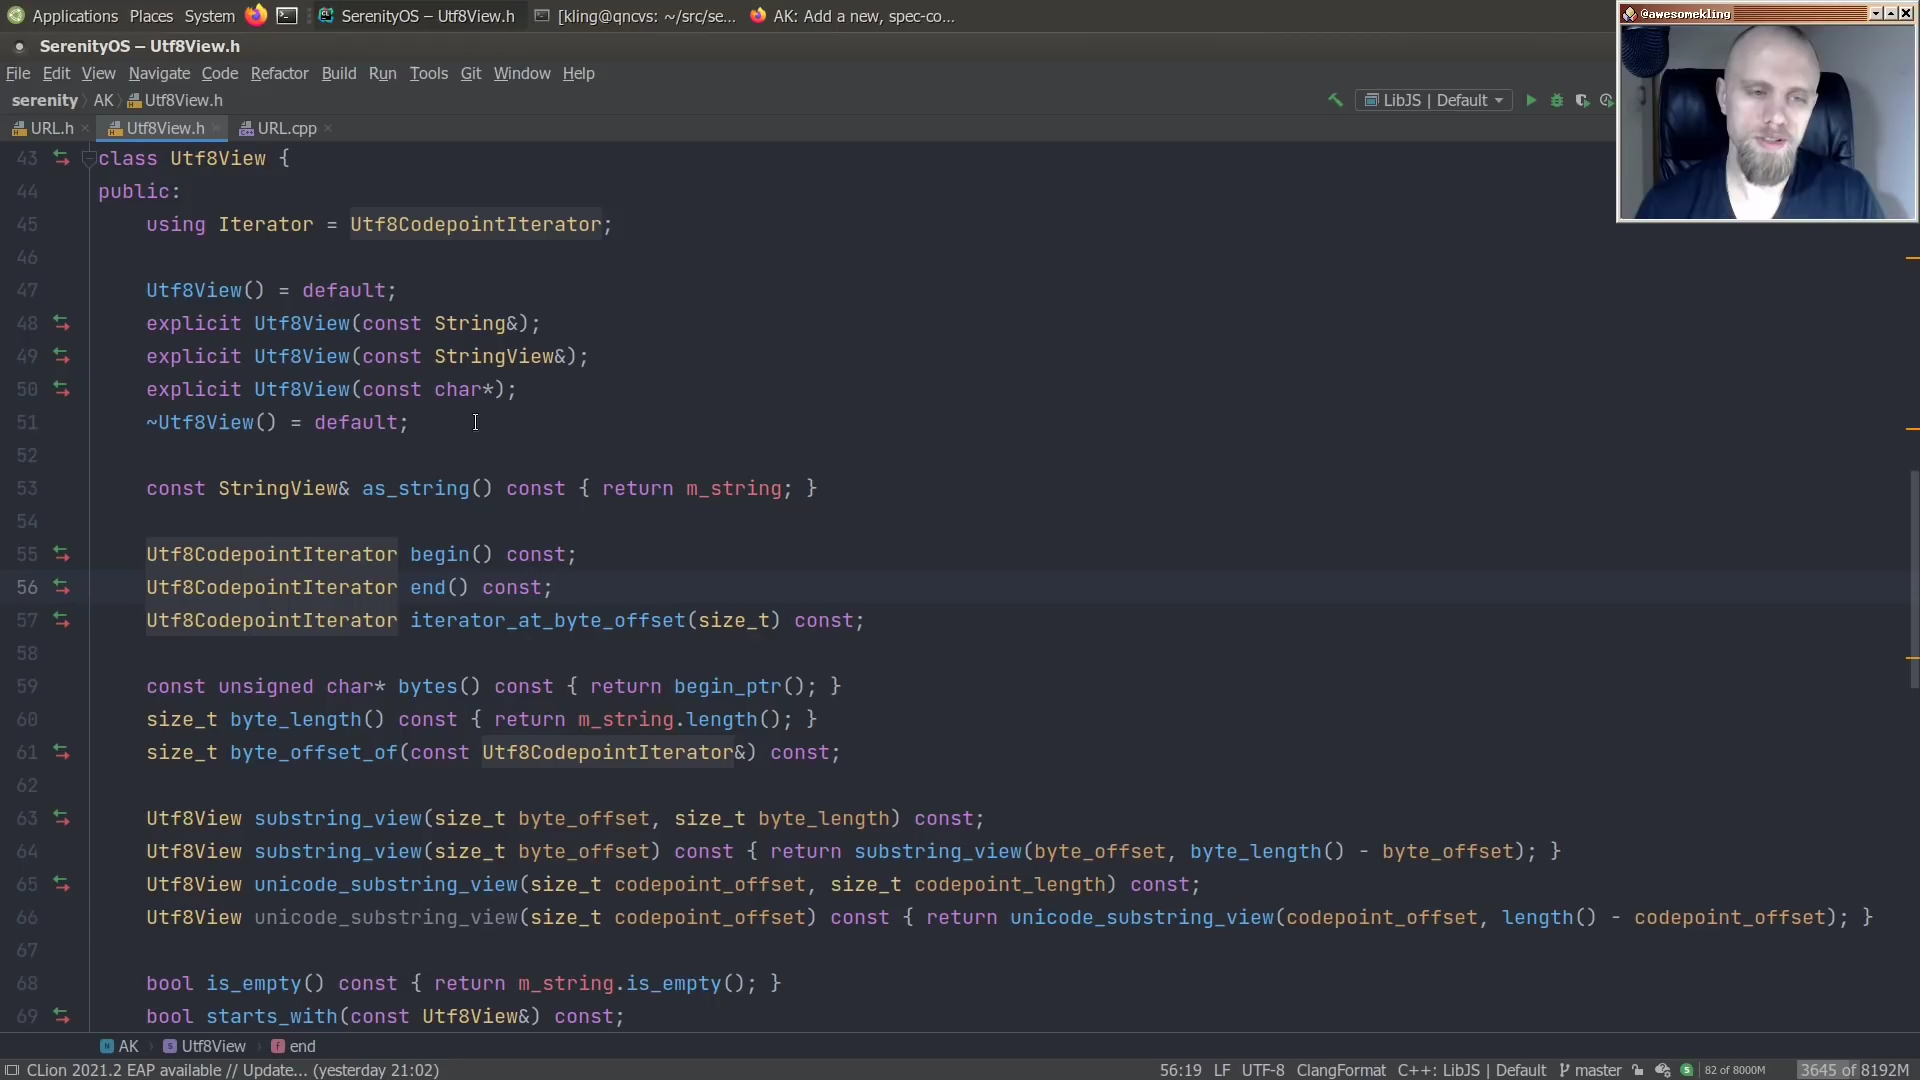 Applications Places System SerenityOS – Utf8View.h [kling@qncvs: ~/src/se... AK: Add a new, spec-co...
@awesomekling
SerenityOS – Utf8View.h
File Edit View Navigate Code Refactor Build Run Tools Git Window Help
serenity AK Utf8View.h LibJS | Default
URL.h Utf8View.h URL.cpp
43 class Utf8View {
44 public:
45 using Iterator = Utf8CodepointIterator;
46
47 Utf8View() = default;
48 explicit Utf8View(const String&);
49 explicit Utf8View(const StringView&);
50 explicit Utf8View(const char*);
51 ~Utf8View() = default;
52
53 const StringView& as_string() const { return m_string; }
54
55 Utf8CodepointIterator begin() const;
56 Utf8CodepointIterator end() const;
57 Utf8CodepointIterator iterator_at_byte_offset(size_t) const;
58
59 const unsigned char* bytes() const { return begin_ptr(); }
60 size_t byte_length() const { return m_string.length(); }
61 size_t byte_offset_of(const Utf8CodepointIterator&) const;
62
63 Utf8View substring_view(size_t byte_offset, size_t byte_length) const;
64 Utf8View substring_view(size_t byte_offset) const { return substring_view(byte_offset, byte_length() - byte_offset); }
65 Utf8View unicode_substring_view(size_t codepoint_offset, size_t codepoint_length) const;
66 Utf8View unicode_substring_view(size_t codepoint_offset) const { return unicode_substring_view(codepoint_offset, length() - codepoint_offset); }
67
68 bool is_empty() const { return m_string.is_empty(); }
69 bool starts_with(const Utf8View&) const;
AK Utf8View end
CLion 2021.2 EAP available // Update... (yesterday 21:02) 56:19 LF UTF-8 ClangFormat C++: LibJS | Default master 82 of 8000M 3645 of 8192M